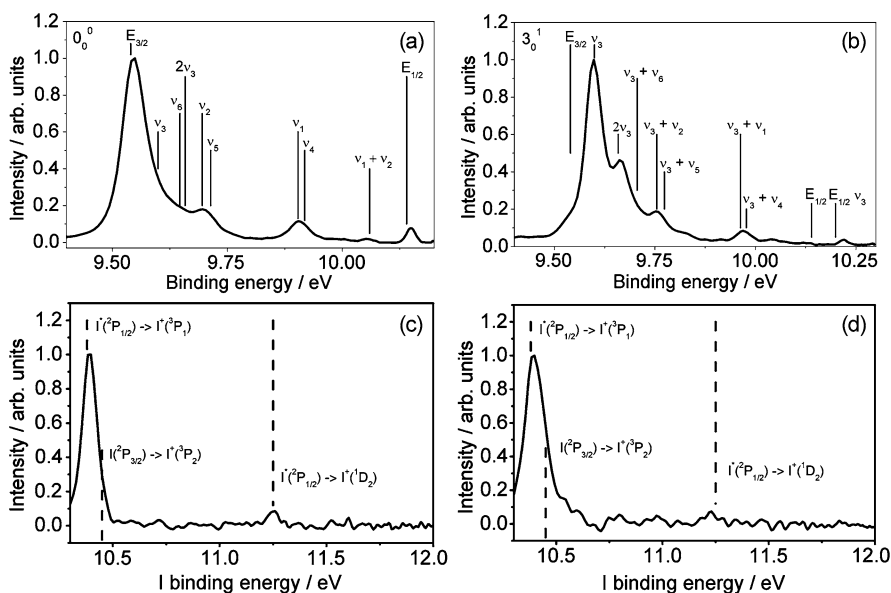 0₀⁰
(a)
E₃/₂
ν₃
ν₆
2ν₃
ν₂
ν₅
ν₁
ν₄
ν₁ + ν₂
E₁/₂
Intensity / arb. units
1.2
1.0
0.8
0.6
0.4
0.2
0.0
9.50 9.75 10.00
Binding energy / eV
3₀¹
(b)
E₃/₂ ν₃
ν₃ + ν₆
2ν₃
ν₃ + ν₂
ν₃ + ν₅
ν₃ + ν₁
ν₃ + ν₄
E₁/₂ E₁/₂ ν₃
Intensity / arb. units
1.2
1.0
0.8
0.6
0.4
0.2
0.0
9.50 9.75 10.00 10.25
Binding energy / eV
(c)
I*(²P₁/₂) -> I⁺(³P₁)
I(²P₃/₂) -> I⁺(³P₂)
I*(²P₁/₂) -> I⁺(¹D₂)
Intensity / arb. units
1.2
1.0
0.8
0.6
0.4
0.2
0.0
10.5 11.0 11.5 12.0
I binding energy / eV
(d)
I*(²P₁/₂) -> I⁺(³P₁)
I(²P₃/₂) -> I⁺(³P₂)
I*(²P₁/₂) -> I⁺(¹D₂)
Intensity / arb. units
1.2
1.0
0.8
0.6
0.4
0.2
0.0
10.5 11.0 11.5 12.0
I binding energy / eV